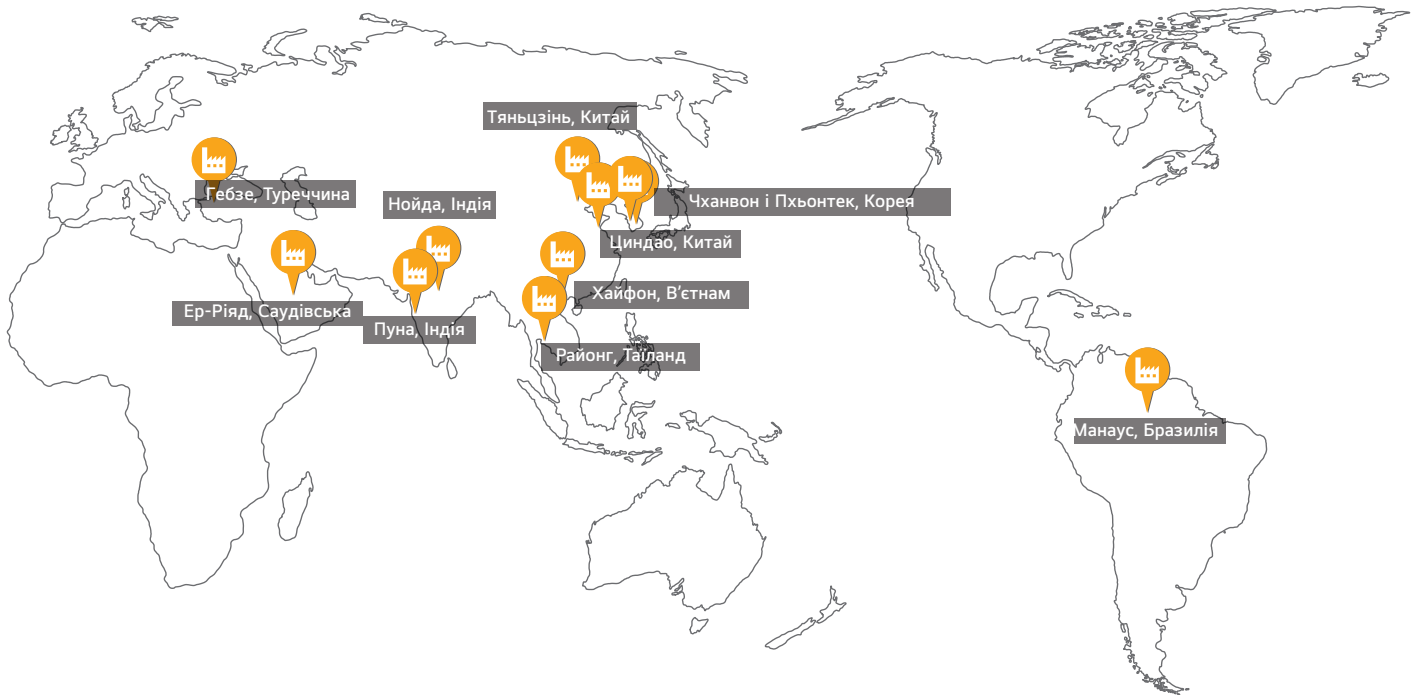 Тяньцзінь, Китай
Гебзе, Туреччина
Нойда, Індія
Чханвон і Пхьонтек, Корея
Циндао, Китай
Хайфон, В'єтнам
Ер-Ріяд, Саудівська
Пуна, Індія
Районг, Таїланд
Манаус, Бразилія